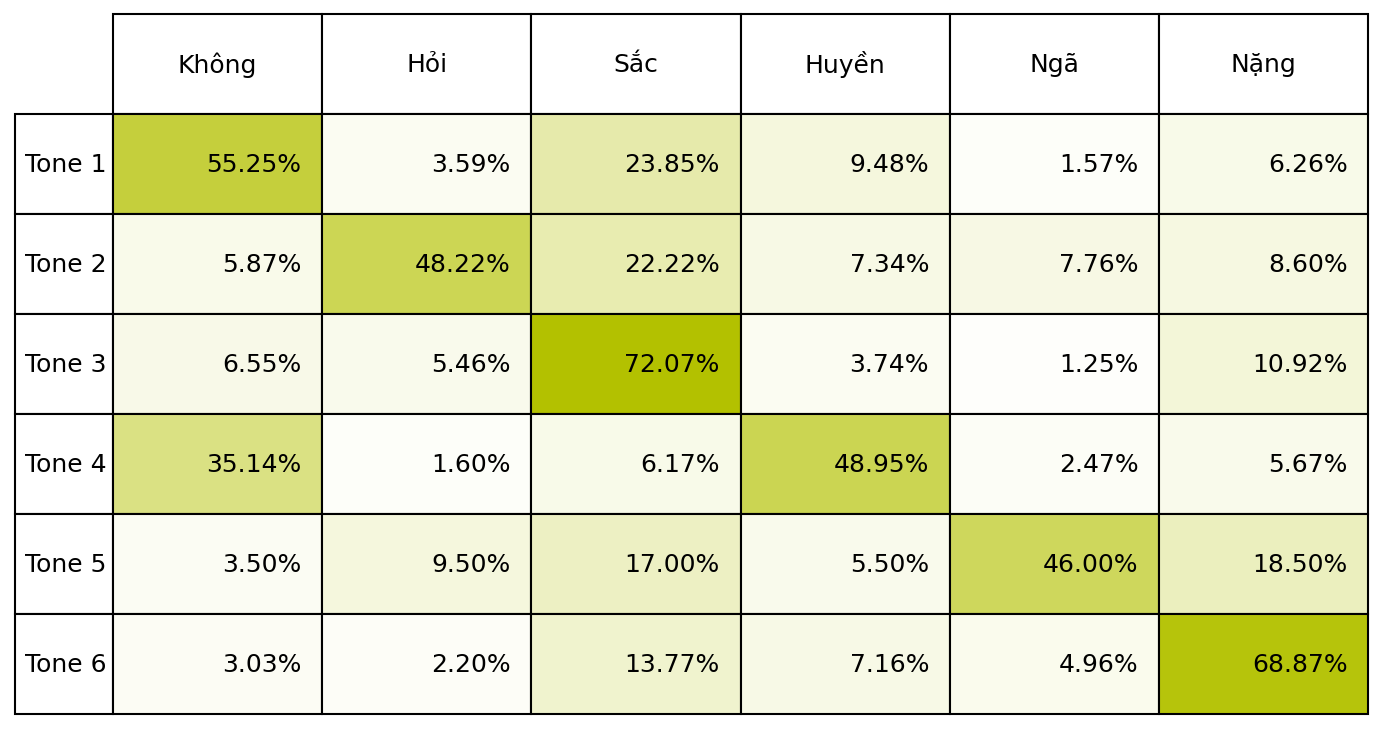 Không Hỏi Sắc Huyền Ngã Nặng
Tone 1 55.25% 3.59% 23.85% 9.48% 1.57% 6.26%
Tone 2 5.87% 48.22% 22.22% 7.34% 7.76% 8.60%
Tone 3 6.55% 5.46% 72.07% 3.74% 1.25% 10.92%
Tone 4 35.14% 1.60% 6.17% 48.95% 2.47% 5.67%
Tone 5 3.50% 9.50% 17.00% 5.50% 46.00% 18.50%
Tone 6 3.03% 2.20% 13.77% 7.16% 4.96% 68.87%